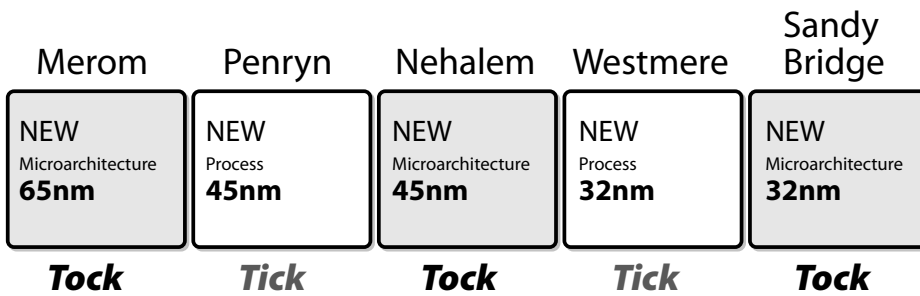 Merom
Penryn
Nehalem
Westmere
Sandy
Bridge
NEW
Microarchitecture
65nm
NEW
Process
45nm
NEW
Microarchitecture
45nm
NEW
Process
32nm
NEW
Microarchitecture
32nm
Tock
Tick
Tock
Tick
Tock